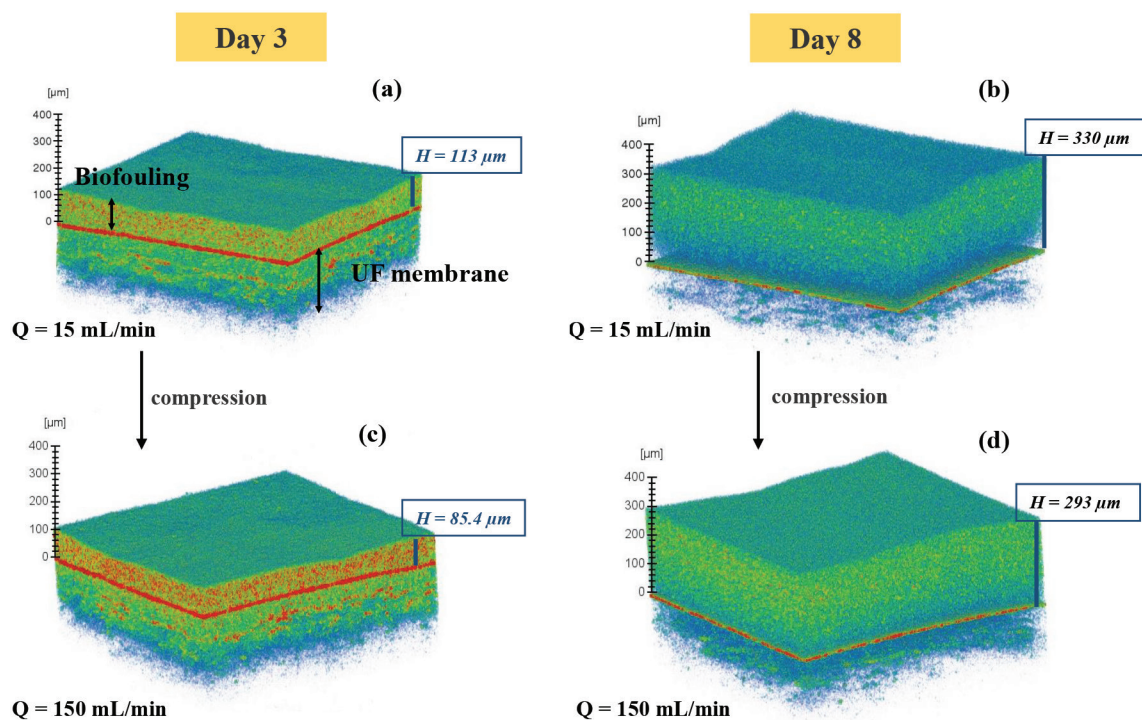 Day 3
Day 8
(a)
[µm]
400
300
200
100
0
H = 113 µm
Biofouling
UF membrane
Q = 15 mL/min
(b)
[µm]
400
300
200
100
0
H = 330 µm
Q = 15 mL/min
compression
compression
(c)
[µm]
400
300
200
100
0
H = 85.4 µm
Q = 150 mL/min
(d)
[µm]
400
300
200
100
0
H = 293 µm
Q = 150 mL/min